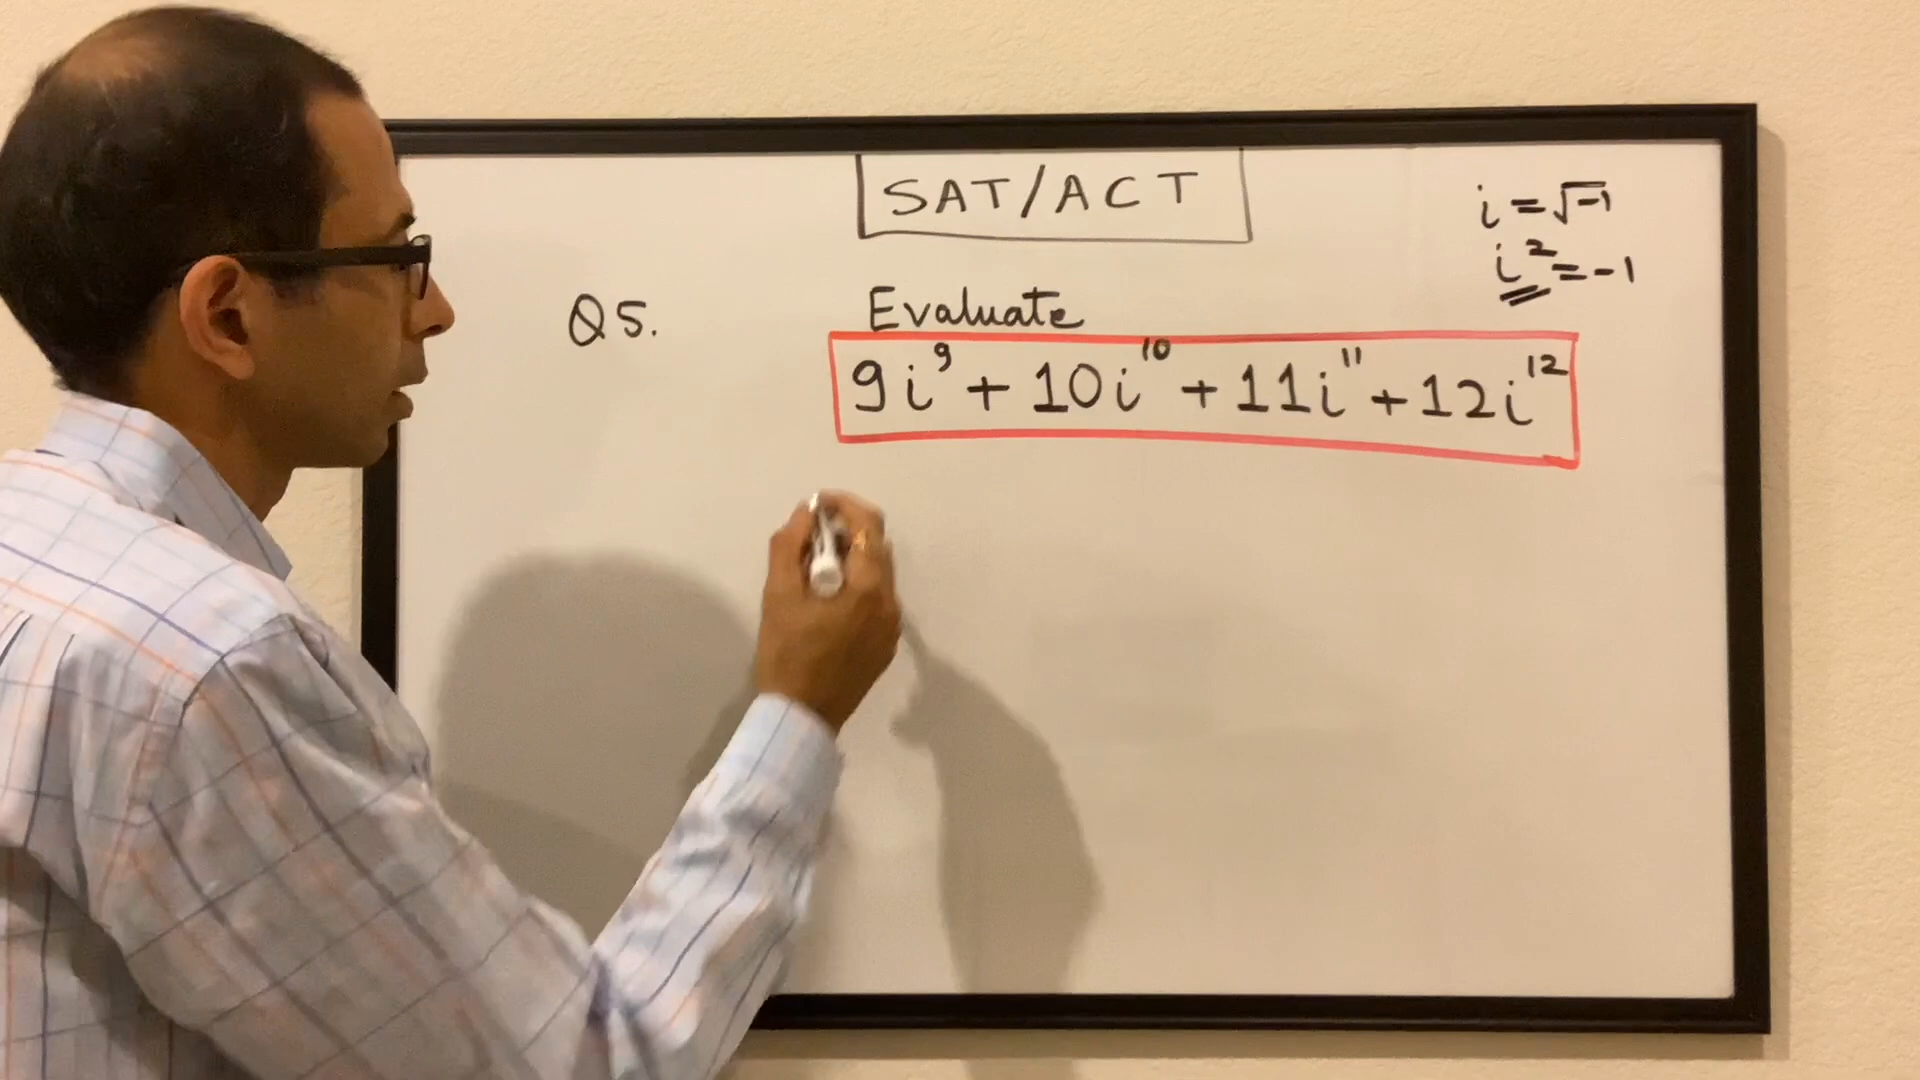 SAT/ACT
i = √-1
i² = -1
Q5. Evaluate
9i⁹ + 10i¹⁰ + 11i¹¹ + 12i¹²